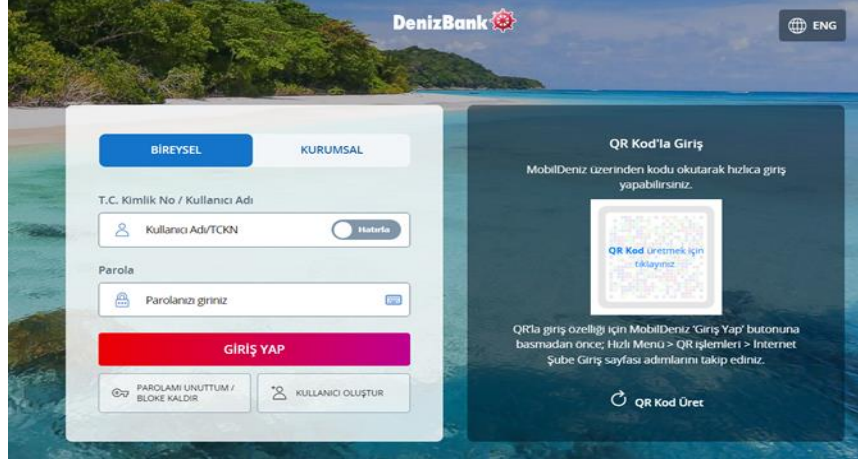 DenizBank
ENG
BİREYSEL
KURUMSAL
T.C. Kimlik No / Kullanıcı Adı
Kullanıcı Adı/TCKN
Hatırla
Parola
Parolanızı giriniz
GİRİŞ YAP
PAROLAMI UNUTTUM /
BLOKE KALDIR
KULLANICI OLUŞTUR
QR Kod'la Giriş
MobilDeniz üzerinden kodu okutarak hızlıca giriş
yapabilirsiniz.
QR Kod üretmek için
tıklayınız
QR'la giriş özelliği için MobilDeniz 'Giriş Yap' butonuna
basmadan önce; Hızlı Menü > QR işlemleri > İnternet
Şube Giriş sayfası adımlarını takip ediniz.
QR Kod Üret